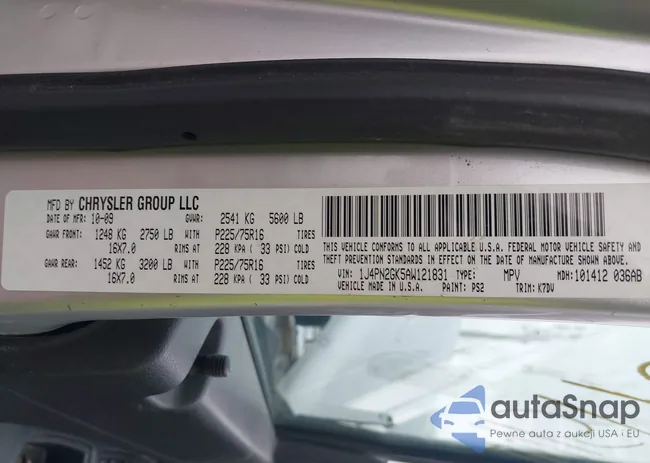 MFD BY CHRYSLER GROUP LLC
DATE OF MFR: 10-09 GVWR: 2541 KG 5600 LB
GAWR FRONT: 1248 KG 2750 LB P225/75R16 TIRES
16X7.0 RIMS AT 228 KPA ( 33 PSI) COLD
GAWR REAR: 1452 KG 3200 LB P225/75R16 TIRES
16X7.0 RIMS AT 228 KPA ( 33 PSI) COLD
THIS VEHICLE CONFORMS TO ALL APPLICABLE U.S.A. FEDERAL MOTOR VEHICLE SAFETY AND
THEFT PREVENTION STANDARDS IN EFFECT ON THE DATE OF MANUFACTURE SHOWN ABOVE.
VIN: 1J4PN2GK5AW121831 TYPE: MPV MDH: 101412 036AB
VEHICLE MADE IN U.S.A. PAINT: PS2 TRIM: K7DV
autaSnap
Pewne auta z aukcji USA i EU